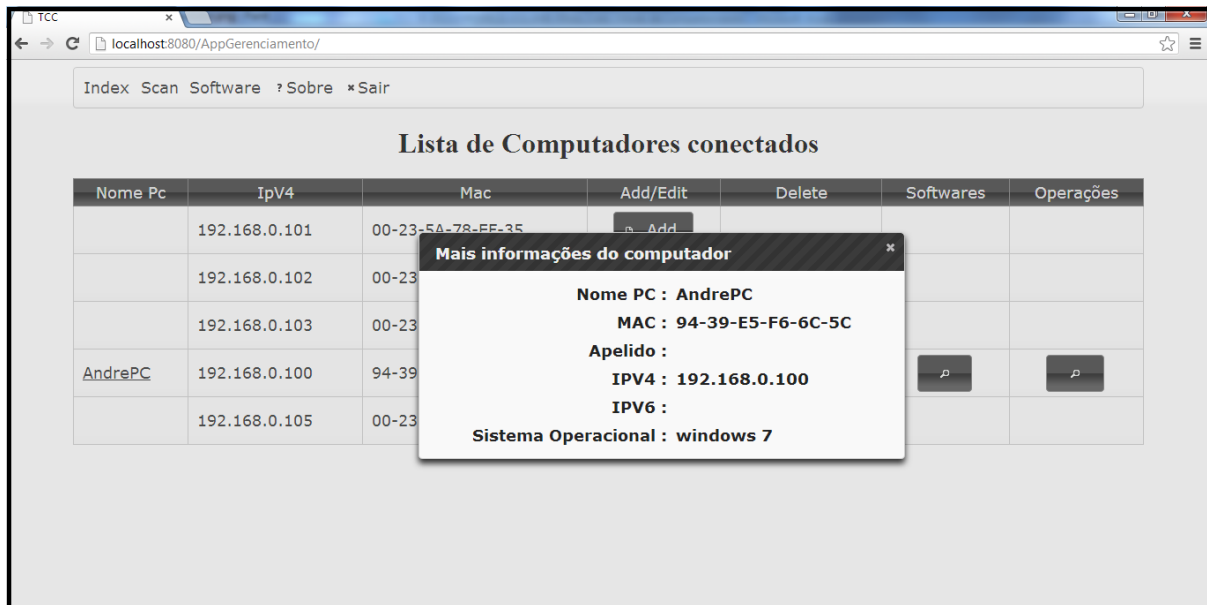 TCC
localhost:8080/AppGerenciamento/
Index Scan Software ? Sobre × Sair
Lista de Computadores conectados
Nome Pc IpV4 Mac Add/Edit Delete Softwares Operações
192.168.0.101 00-23-5A-78-EF-35 Add
Mais informações do computador
192.168.0.102 00-23
Nome PC : AndrePC
MAC : 94-39-E5-F6-6C-5C
192.168.0.103 00-23
Apelido :
AndrePC 192.168.0.100 94-39
IPV4 : 192.168.0.100
IPV6 :
192.168.0.105 00-23
Sistema Operacional : windows 7